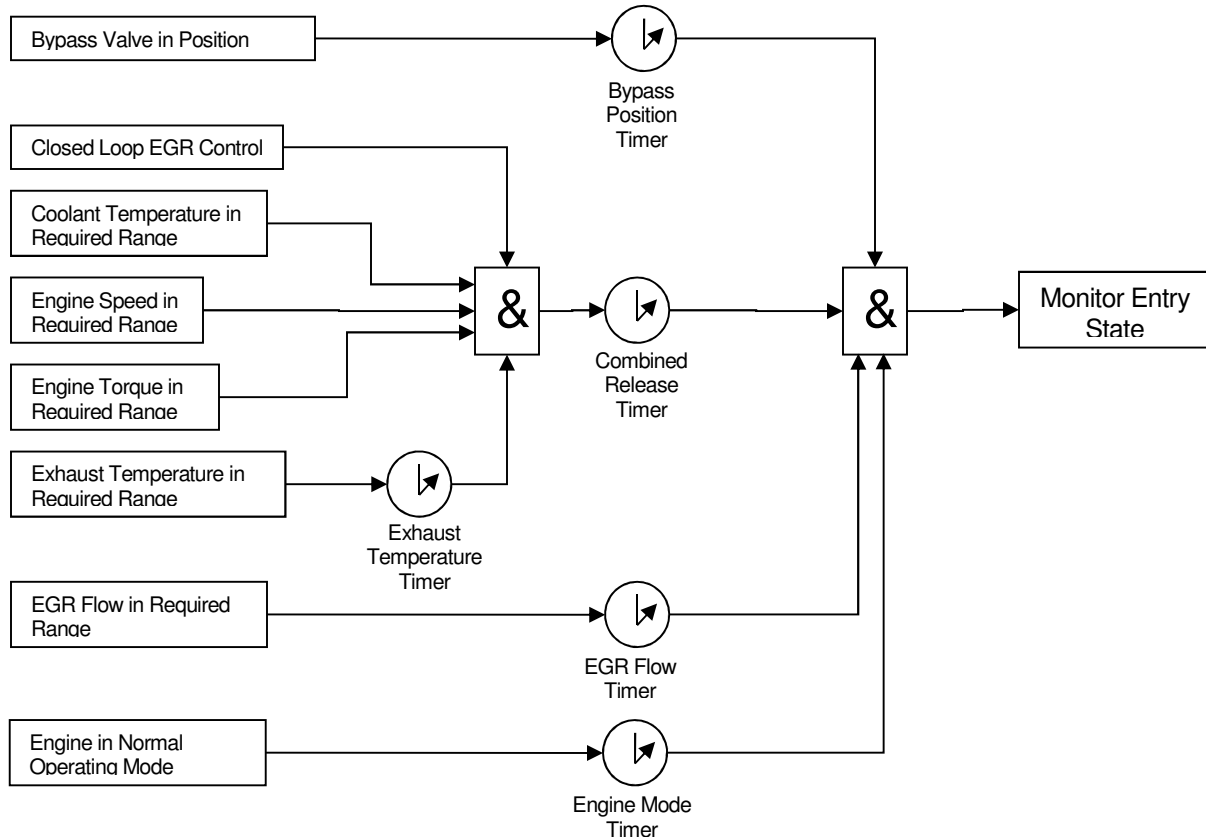 Bypass Valve in Position
Bypass
Position
Timer
Closed Loop EGR Control
Coolant Temperature in
Required Range
Engine Speed in
Required Range
&
&
Monitor Entry
State
Combined
Release
Timer
Engine Torque in
Required Range
Exhaust Temperature in
Required Range
Exhaust
Temperature
Timer
EGR Flow in Required
Range
EGR Flow
Timer
Engine in Normal
Operating Mode
Engine Mode
Timer